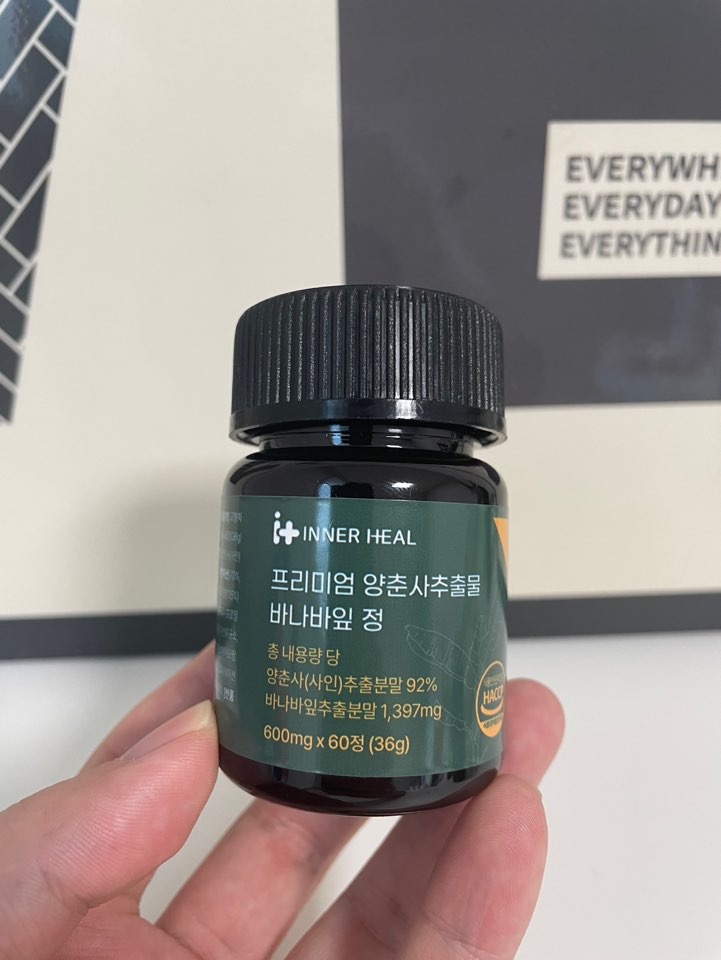 EVERYWH
EVERYDAY
EVERYTHIN
INNER HEAL
프리미엄 양춘사추출물
바나바잎 정
총 내용량 당
양춘사(사인)추출분말 92%
바나바잎추출분말 1,397mg
600mg x 60정 (36g)
HACCP